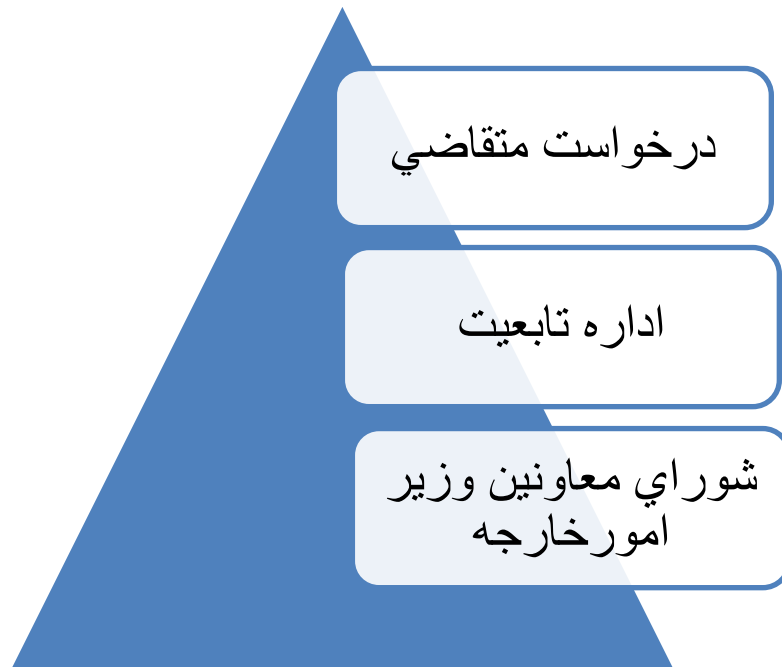 درخواست متقاضي
اداره تابعيت
شوراي معاونين وزير
امورخارجه